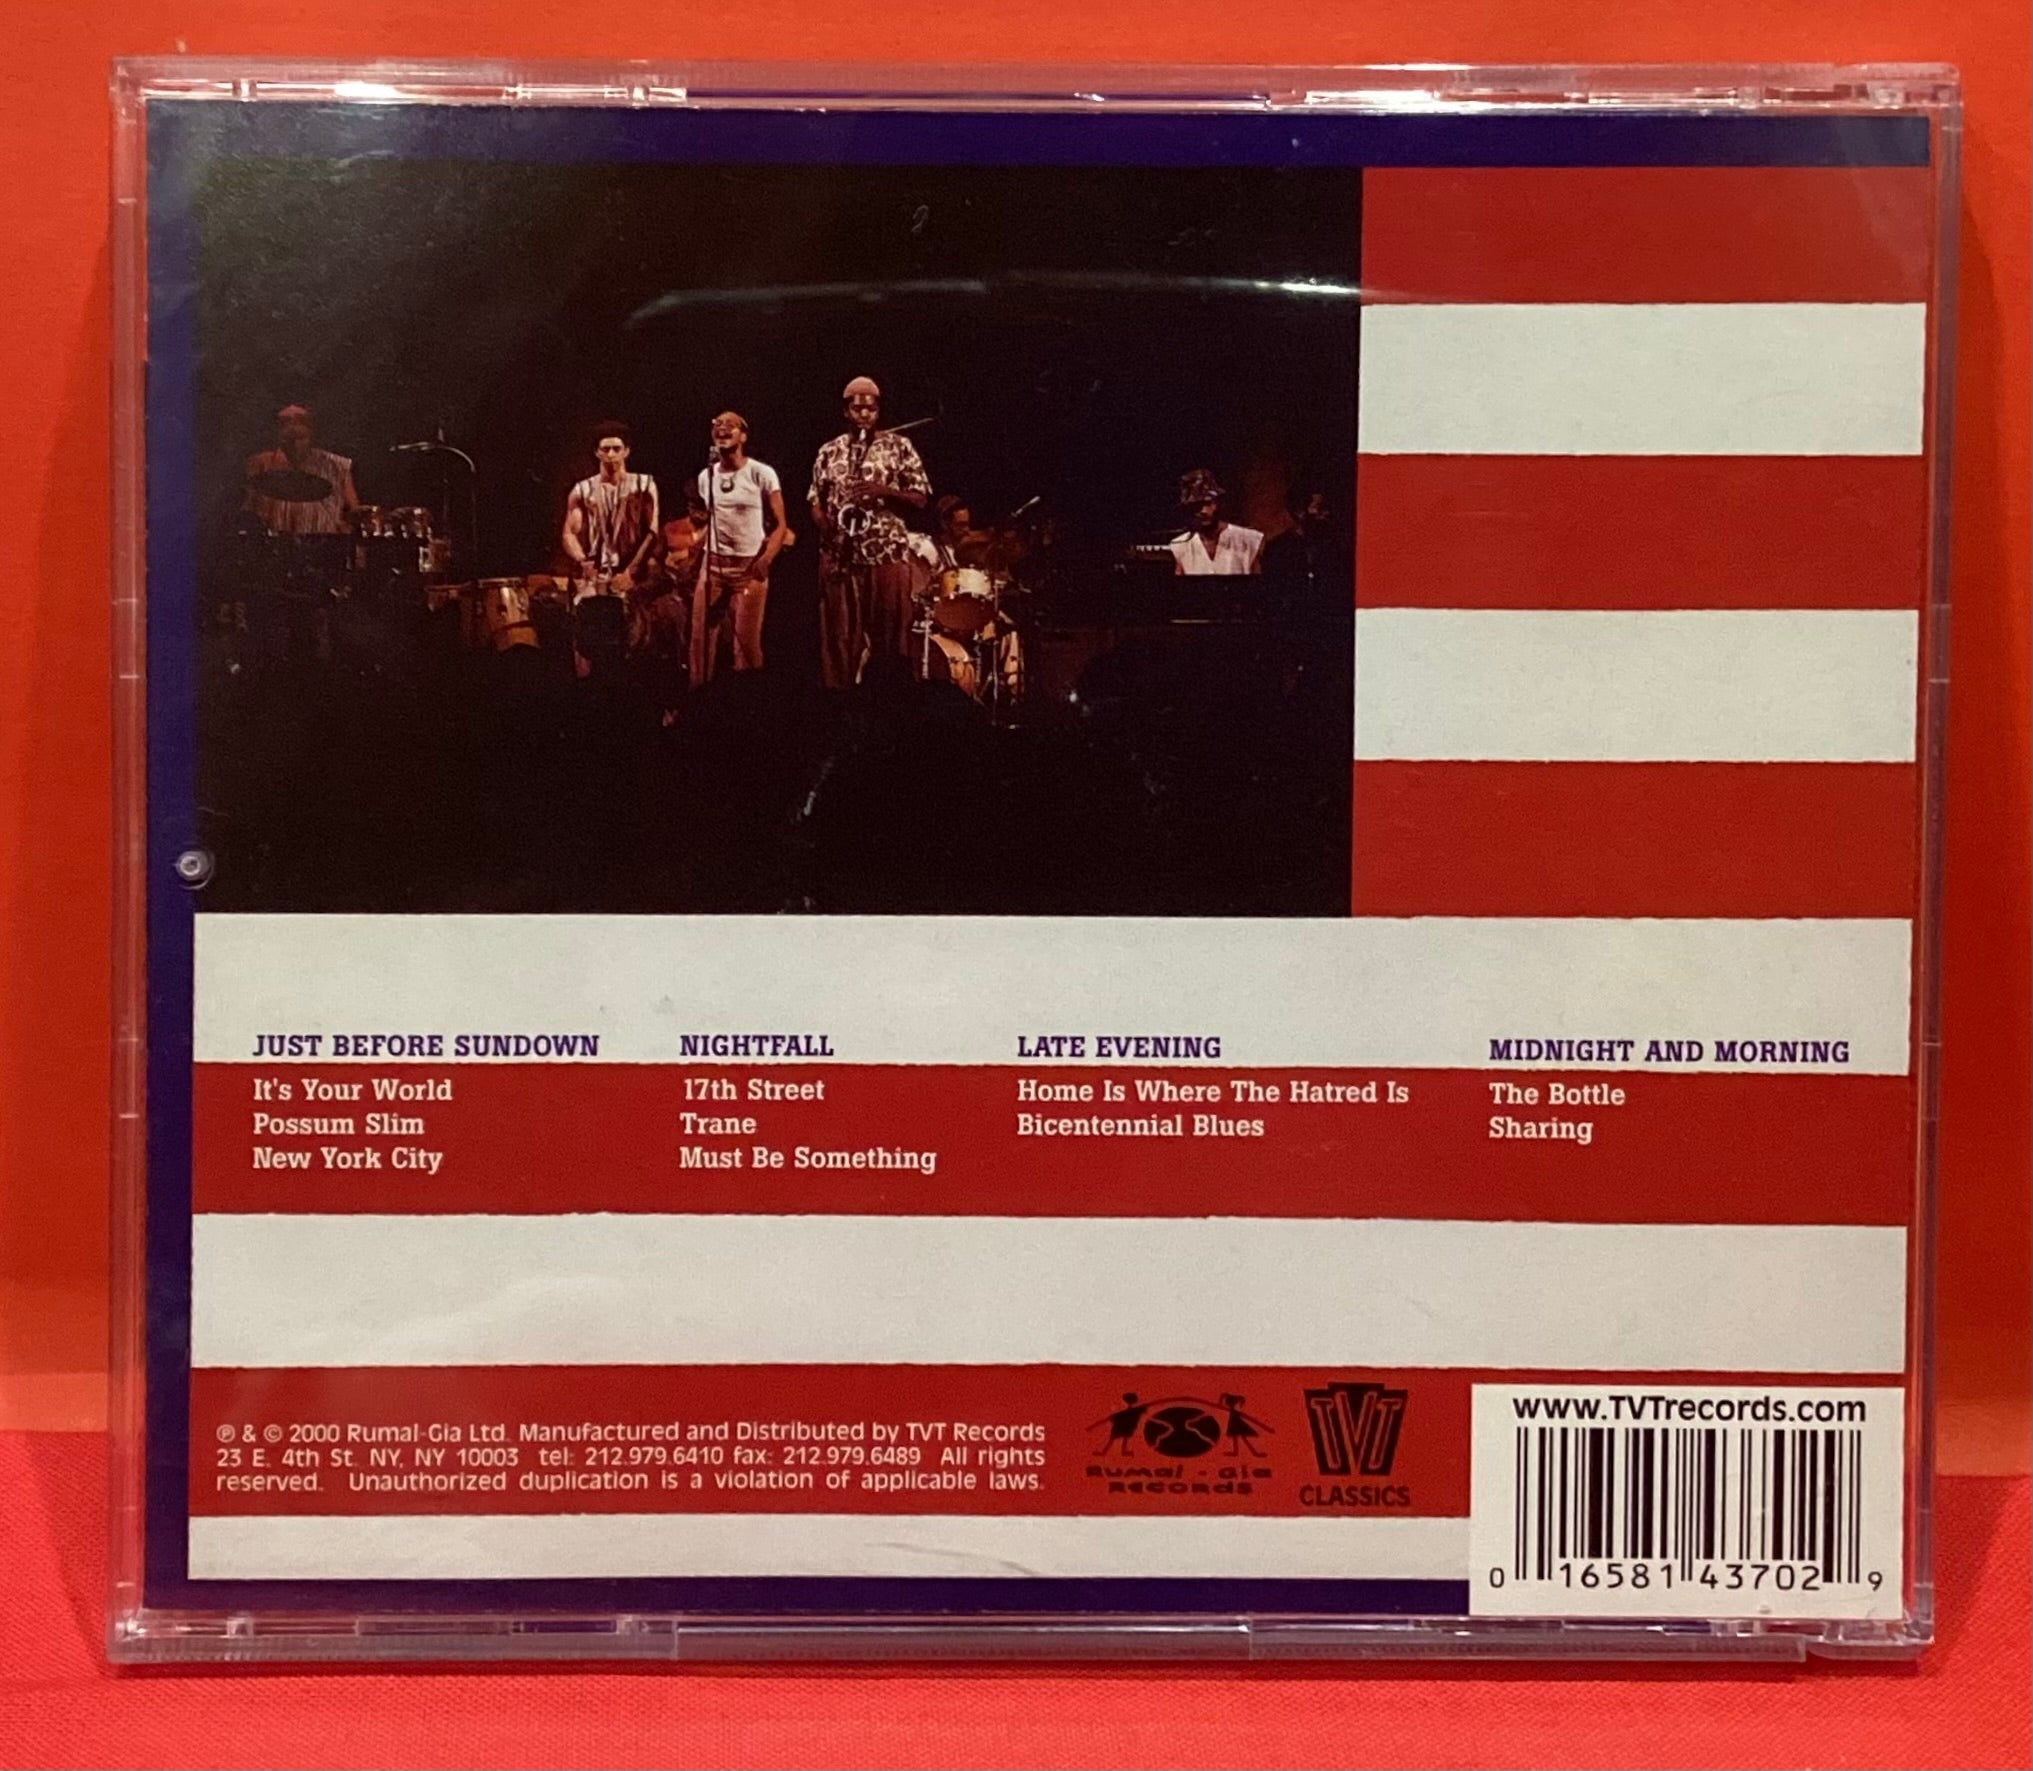 JUST BEFORE SUNDOWN
It's Your World
Possum Slim
New York City
NIGHTFALL
17th Street
Trane
Must Be Something
LATE EVENING
Home Is Where The Hatred Is
Bicentennial Blues
MIDNIGHT AND MORNING
The Bottle
Sharing
℗ & © 2000 Rumal-Gia Ltd. Manufactured and Distributed by TVT Records
23 E. 4th St. NY, NY 10003 tel: 212.979.6410 fax: 212.979.6489 All rights
reserved. Unauthorized duplication is a violation of applicable laws.
Rumal-Gia
Records
TVT
CLASSICS
www.TVTrecords.com
0 16581 43702 9